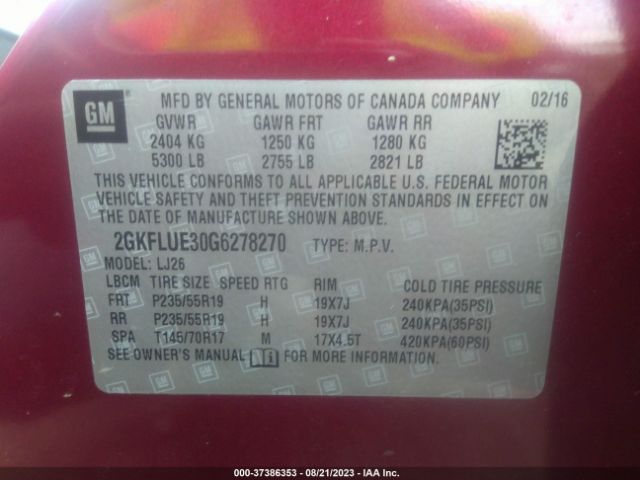 GM
MFD BY GENERAL MOTORS OF CANADA COMPANY 02/16
GVWR GAWR FRT GAWR RR
2404 KG 1250 KG 1280 KG
5300 LB 2755 LB 2821 LB
THIS VEHICLE CONFORMS TO ALL APPLICABLE U.S. FEDERAL MOTOR
VEHICLE SAFETY AND THEFT PREVENTION STANDARDS IN EFFECT ON
THE DATE OF MANUFACTURE SHOWN ABOVE.
2GKFLUE30G6278270 TYPE: M.P.V.
MODEL: LJ26
LBCM TIRE SIZE SPEED RTG RIM COLD TIRE PRESSURE
FRT P235/55R19 H 19X7J 240KPA(35PSI)
RR P235/55R19 H 19X7J 240KPA(35PSI)
SPA T145/70R17 M 17X4.5T 420KPA(60PSI)
SEE OWNER'S MANUAL FOR MORE INFORMATION.
000-37386353 - 08/21/2023 - IAAI.com